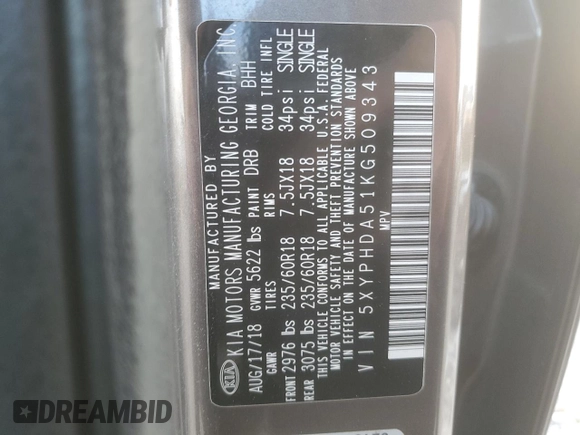 MANUFACTURED BY
KIA KIA MOTORS MANUFACTURING GEORGIA, INC.
AUG/17/18 GVWR 5622 lbs PAINT DRB TRIM BHH
GAWR TIRES RIMS COLD TIRE INFL
FRONT 2976 lbs 235/60R18 7.5JX18 34psi SINGLE
REAR 3075 lbs 235/60R18 7.5JX18 34psi SINGLE
THIS VEHICLE CONFORMS TO ALL APPLICABLE U.S.A. FEDERAL
MOTOR VEHICLE SAFETY AND THEFT PREVENTION STANDARDS
IN EFFECT ON THE DATE OF MANUFACTURE SHOWN ABOVE
VIN 5XYPHDA51KG509343
MPV
DREAMBID